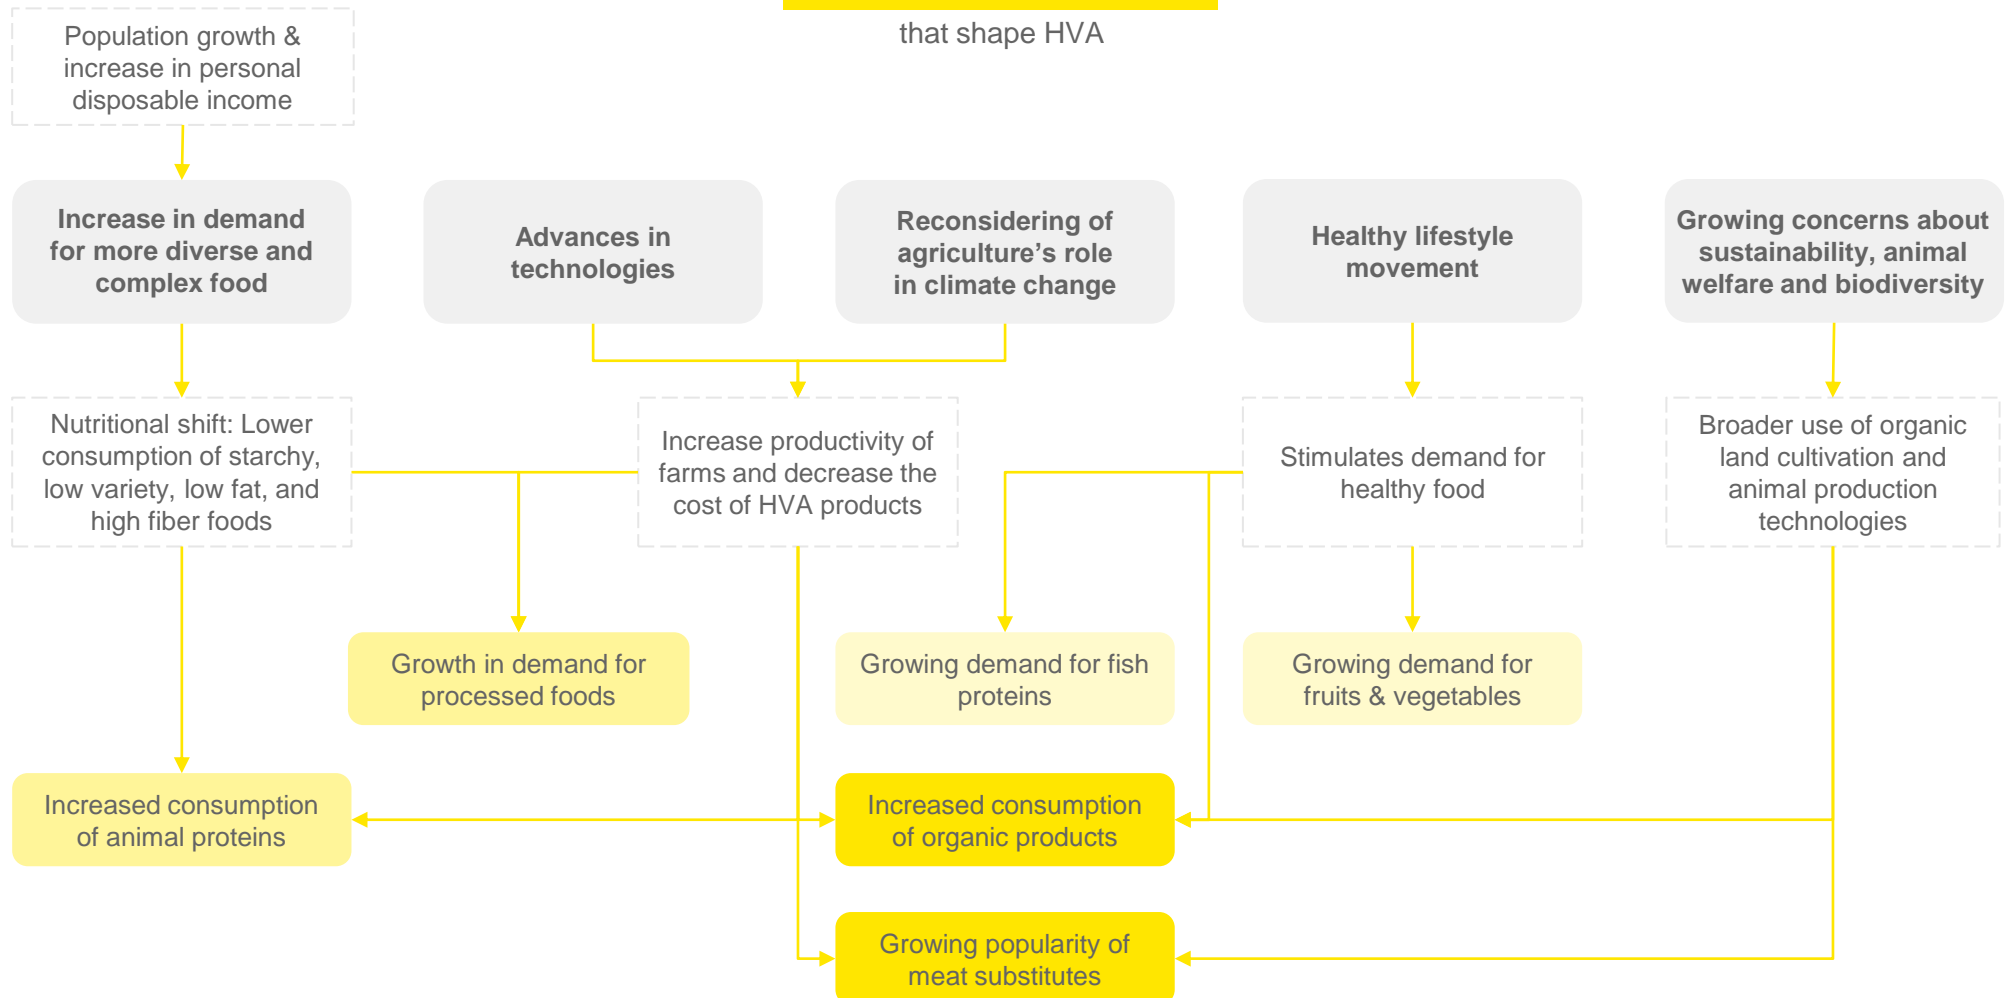 that shape HVA
Population growth &
increase in personal
disposable income
Increase in demand
for more diverse and
complex food
Advances in
technologies
Reconsidering of
agriculture's role
in climate change
Healthy lifestyle
movement
Growing concerns about
sustainability, animal
welfare and biodiversity
Nutritional shift: Lower
consumption of starchy,
low variety, low fat, and
high fiber foods
Increase productivity of
farms and decrease the
cost of HVA products
Stimulates demand for
healthy food
Broader use of organic
land cultivation and
animal production
technologies
Growth in demand for
processed foods
Growing demand for fish
proteins
Growing demand for
fruits & vegetables
Increased consumption
of animal proteins
Increased consumption
of organic products
Growing popularity of
meat substitutes